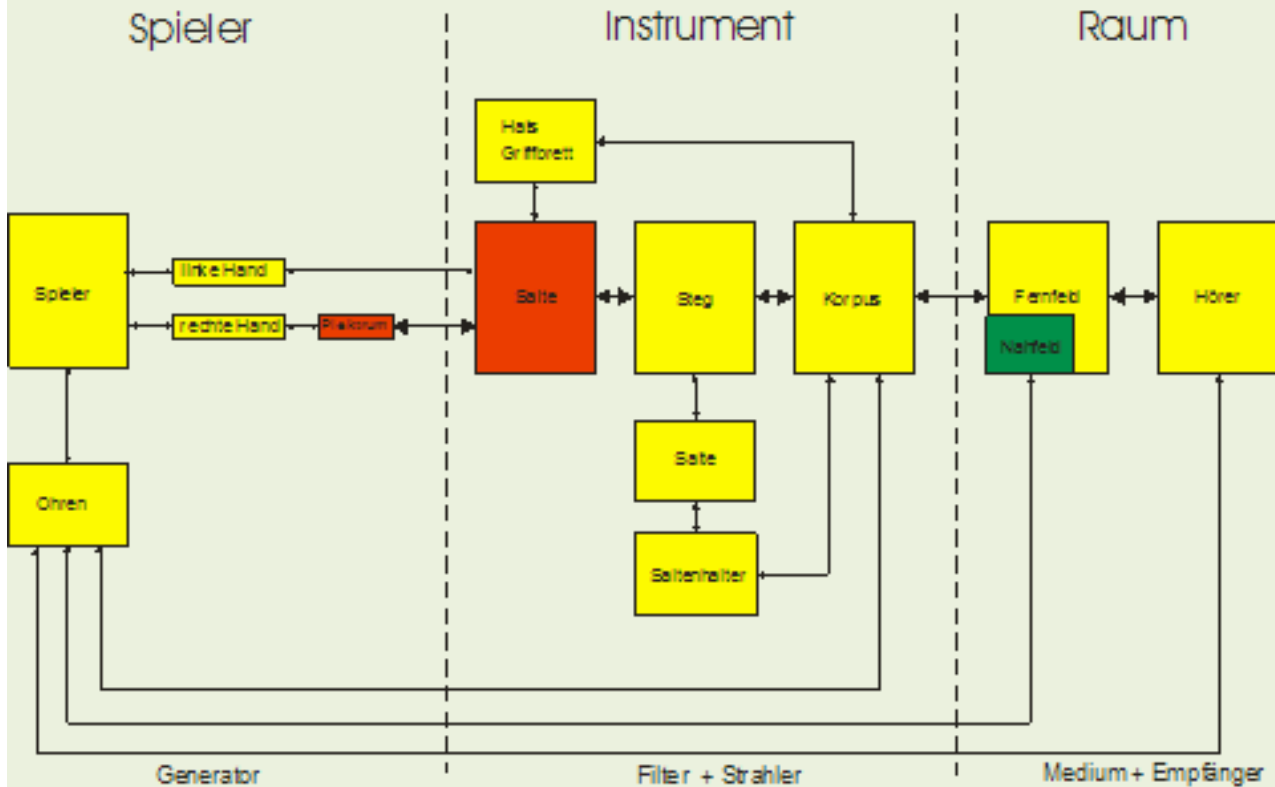 Spieler
Instrument
Raum
Hals
Griffbrett
Spieler
linke Hand
rechte Hand
Plektrum
Saite
Steg
Korpus
Fernfeld
Nahfeld
Hörer
Ohren
Saite
Saitenhalter
Generator
Filter + Strahler
Medium + Empfänger